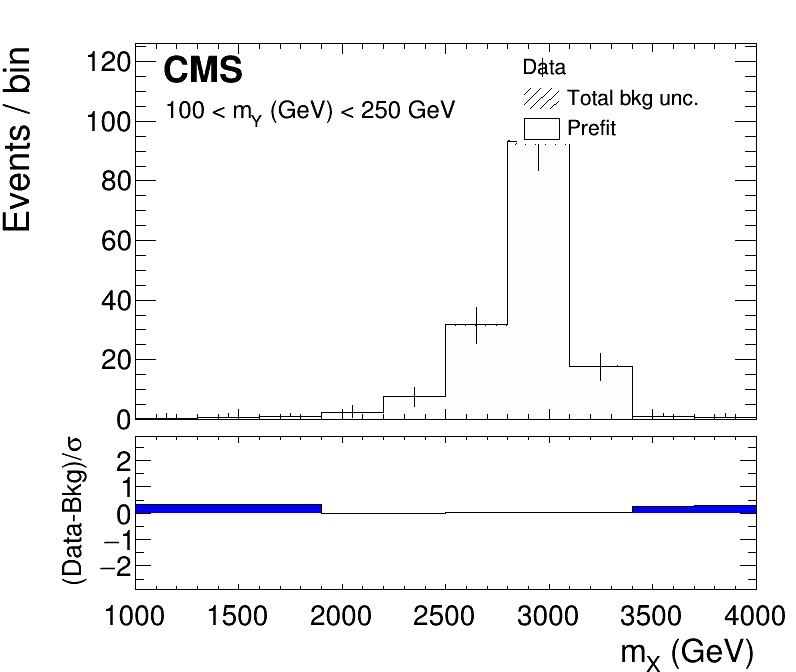 CMS
100 < mY (GeV) < 250 GeV
Data
Total bkg unc.
Prefit
Events / bin
120
100
80
60
40
20
0
(Data-Bkg)/σ
2
1
0
−1
−2
1000 1500 2000 2500 3000 3500 4000
mX (GeV)